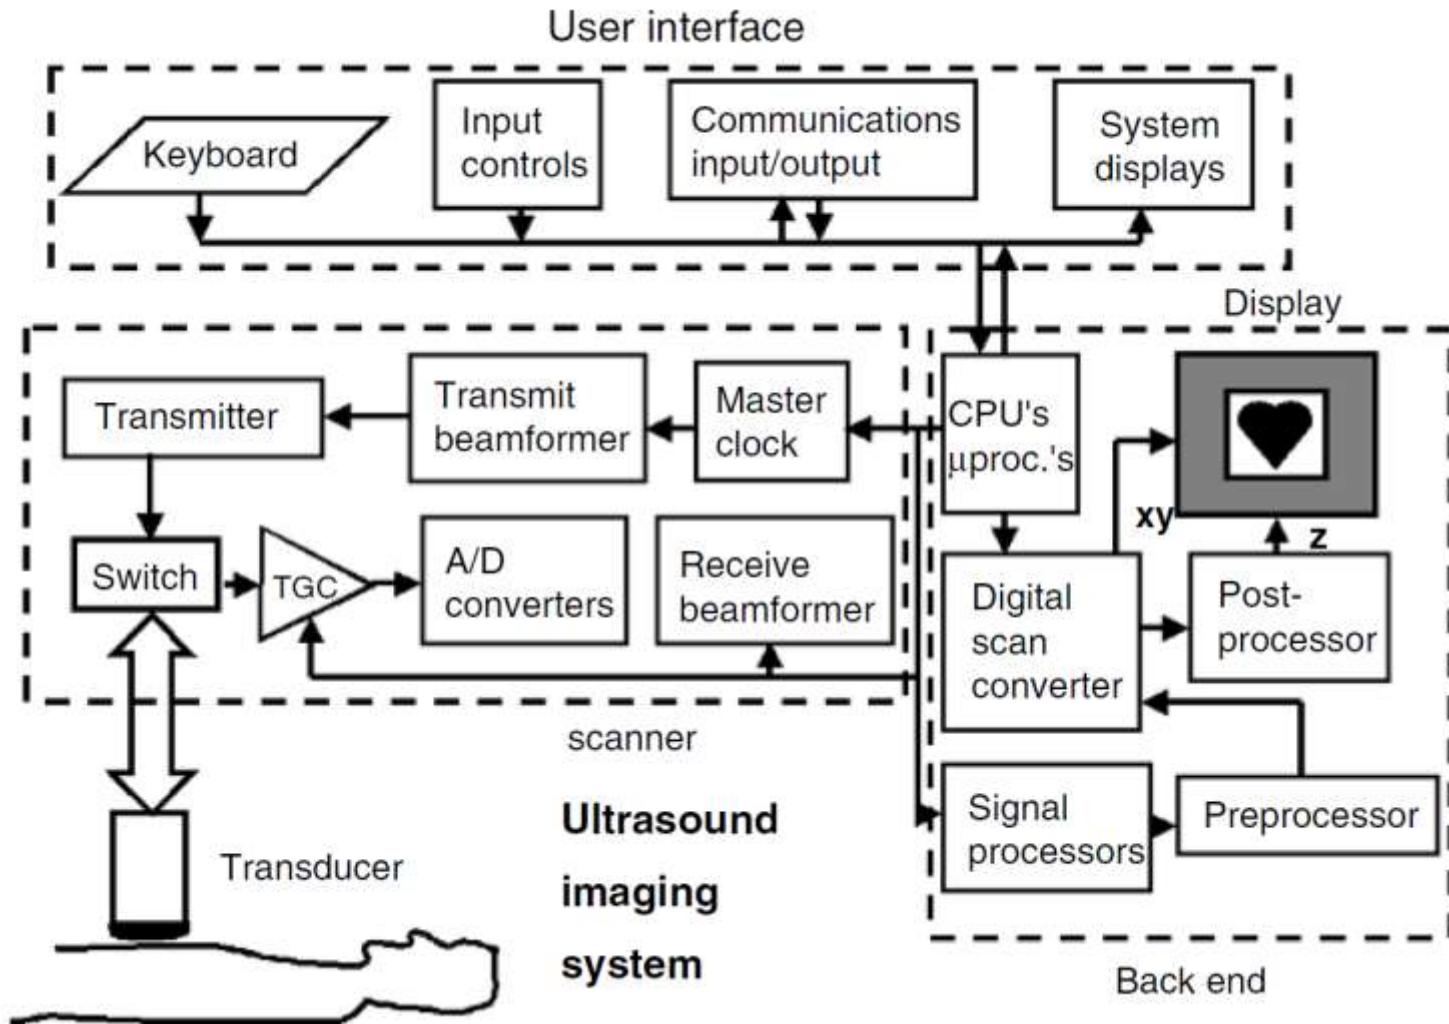 User interface
Keyboard
Input
controls
Communications
input/output
System
displays
Display
Transmitter
Transmit
beamformer
Master
clock
CPU's
μproc.'s
xy
z
Switch
TGC
A/D
converters
Receive
beamformer
Digital
scan
converter
Post-
processor
scanner
Signal
processors
Preprocessor
Transducer
Ultrasound
imaging
system
Back end